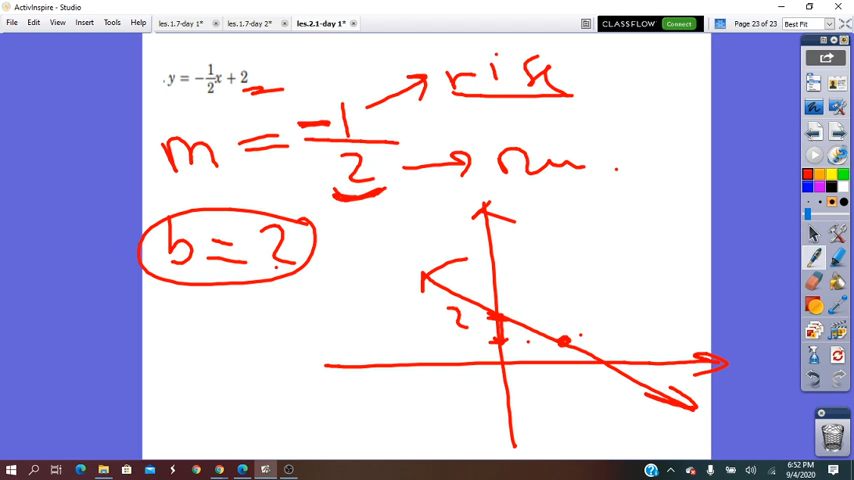 ActivInspire - Studio
les.1.7-day 1*
les.1.7-day 2*
les.2.1-day 1*
File Edit View Insert Tools Help
CLASSFLOW Connect
Page 23 of 23
Best Fit
. y = -1/2x + 2
rise
m = -1/2
run
b = 2
2
6:52 PM
9/4/2020